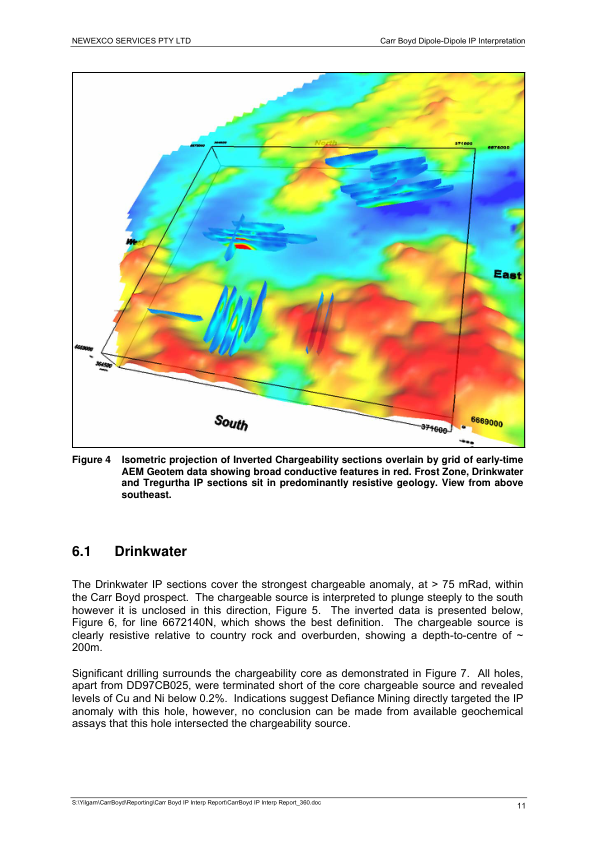 NEWEXCO SERVICES PTY LTD Carr Boyd Dipole-Dipole IP Interpretation
North
371600
6676000
West
East
6669000
364500
South
371600
6669000
Figure 4 Isometric projection of Inverted Chargeability sections overlain by grid of early-time
AEM Geotem data showing broad conductive features in red. Frost Zone, Drinkwater
and Tregurtha IP sections sit in predominantly resistive geology. View from above
southeast.
6.1 Drinkwater
The Drinkwater IP sections cover the strongest chargeable anomaly, at > 75 mRad, within
the Carr Boyd prospect. The chargeable source is interpreted to plunge steeply to the south
however it is unclosed in this direction, Figure 5. The inverted data is presented below,
Figure 6, for line 6672140N, which shows the best definition. The chargeable source is
clearly resistive relative to country rock and overburden, showing a depth-to-centre of ~
200m.
Significant drilling surrounds the chargeability core as demonstrated in Figure 7. All holes,
apart from DD97CB025, were terminated short of the core chargeable source and revealed
levels of Cu and Ni below 0.2%. Indications suggest Defiance Mining directly targeted the IP
anomaly with this hole, however, no conclusion can be made from available geochemical
assays that this hole intersected the chargeability source.
S:\Yilgarn\CarrBoyd\Reporting\Carr Boyd IP Interp Report\CarrBoyd IP Interp Report_360.doc
11